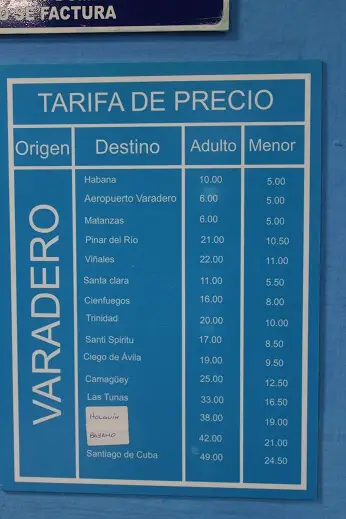 O SE FACTURA
TARIFA DE PRECIO
Origen Destino Adulto Menor
VARADERO
Habana 10.00 5.00
Aeropuerto Varadero 6.00 5.00
Matanzas 6.00 5.00
Pinar del Río 21.00 10.50
Viñales 22.00 11.00
Santa clara 11.00 5.50
Cienfuegos 16.00 8.00
Trinidad 20.00 10.00
Santi Spiritu 17.00 8.50
Ciego de Ávila 19.00 9.50
Camagüey 25.00 12.50
Las Tunas 33.00 16.50
HOLGUÍN 38.00 19.00
BAYAMO 42.00 21.00
Santiago de Cuba 49.00 24.50